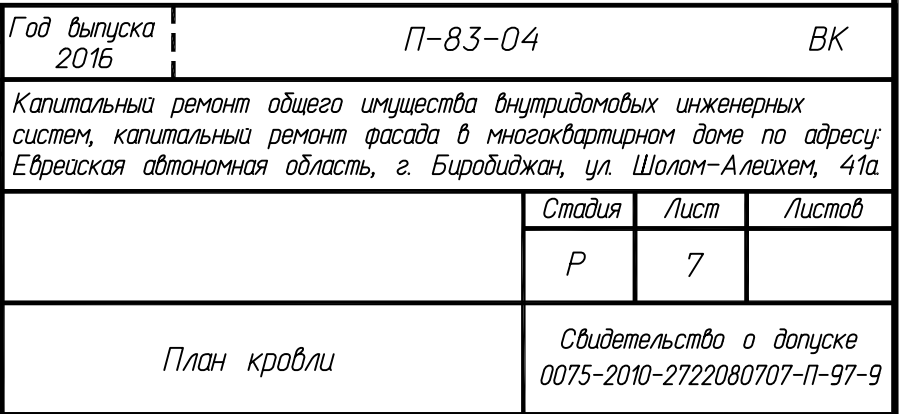 Год выпуска
2016
П-83-04 ВК
Капитальный ремонт общего имущества внутридомовых инженерных
систем, капитальный ремонт фасада в многоквартирном доме по адресу:
Еврейская автономная область, г. Биробиджан, ул. Шолом-Алейхем, 41а.
Стадия Лист Листов
Р 7
План кровли
Свидетельство о допуске
0075-2010-2722080707-П-97-9